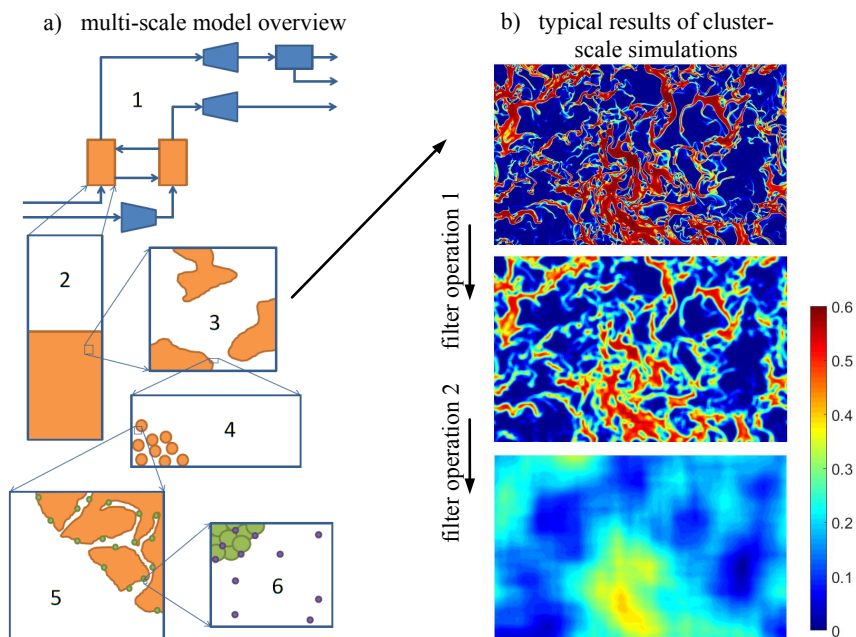 a) multi-scale model overview
1
2
3
4
5
6
b) typical results of cluster-
scale simulations
filter operation 1
filter operation 2
0.6
0.5
0.4
0.3
0.2
0.1
0